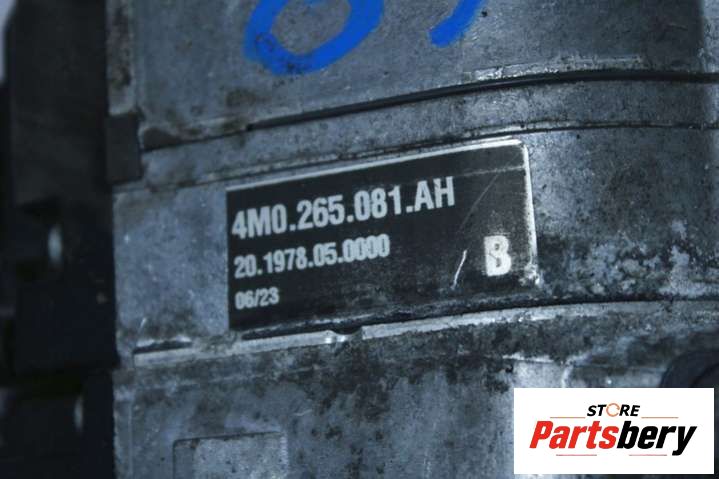 4M0.265.081.AH
20.1978.05.0000
06/23
B
STORE
Partsbery